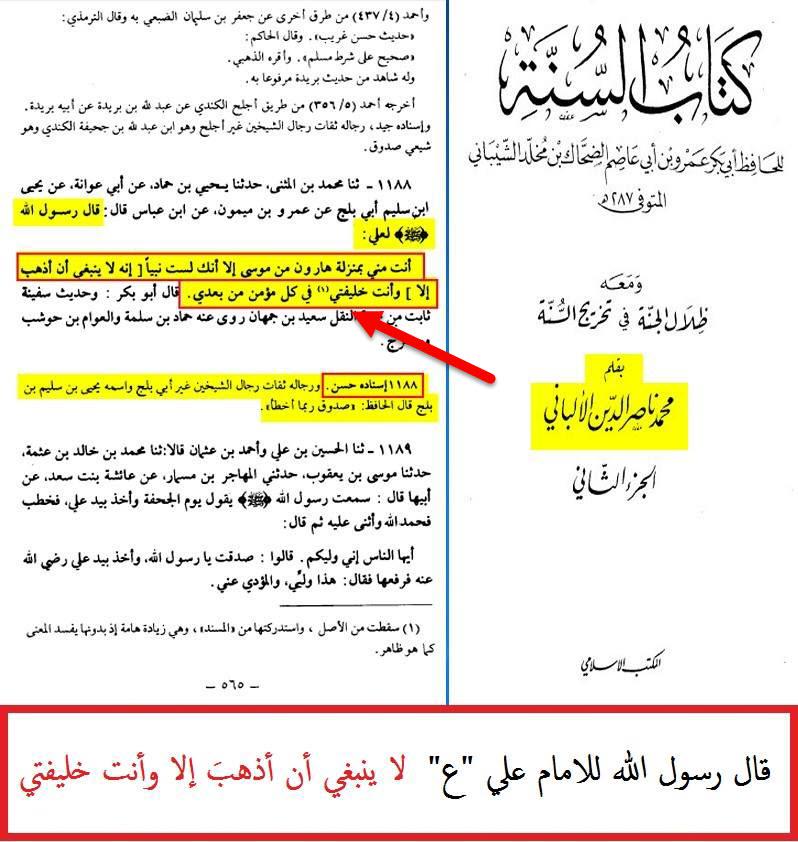 كتاب السنة
للحافظ أبي بكر عمرو بن أبي عاصم الضحاك بن مخلد الشيباني
المتوفى ٢٨٧ هـ
ومعه
ظلال الجنة في تخريج السنة
بقلم
محمد ناصر الدين الألباني
الجزء الثاني
المكتب الإسلامي
وأحمد (٤/ ٤٣٧) من طرق أخرى عن جعفر بن سليمان الضبعي به وقال الترمذي:
«حديث حسن غريب». وقال الحاكم:
«صحيح على شرط مسلم». وأقره الذهبي.
وله شاهد من حديث بريدة مرفوعا به.
أخرجه أحمد (٥/ ٣٥٦) من طريق أجلح الكندي عن عبد لله بن بريدة عن أبيه بريدة.
وإسناده جيد، رجاله ثقات رجال الشيخين غير أجلح وهو ابن عبد لله بن جحيفة الكندي وهو
شيعي صدوق.
١١٨٨ - ثنا محمد بن المثنى، حدثنا يحيى بن حماد، عن أبي عوانة، عن يحيى
ابن سليم أبي بلج عن عمرو بن ميمون، عن ابن عباس قال: قال رسول الله
﴿ﷺ﴾ لعلي:
أنت مني بمنزلة هارون من موسى إلا أنك لست نبياً [ إنه لا ينبغي أن أذهب
إلا ] وأنت خليفتي(١) في كل مؤمن من بعدي. قال أبو بكر: وحديث سفينة
ثابت من النقل سعيد بن جمهان روى عنه حماد بن سلمة والعوام بن حوشب
١١٨٨ إسناده حسن. ورجاله ثقات رجال الشيخين غير أبي بلج واسمه يحيى بن سليم بن
بلج قال الحافظ: «صدوق ربما أخطأ».
١١٨٩ - ثنا الحسين بن علي وأحمد بن عثمان قالا: ثنا محمد بن خالد بن عثمة،
حدثنا موسى بن يعقوب، حدثني المهاجر بن مسمار، عن عائشة بنت سعد، عن
أبيها قال: سمعت رسول الله ﴿ﷺ﴾ يقول يوم الجحفة وأخذ بيد علي، فخطب
فحمد الله وأثنى عليه ثم قال:
أيها الناس إني وليكم. قالوا: صدقت يا رسول الله، وأخذ بيد علي رضي الله
عنه فرفعها فقال: هذا وليِّي، والمؤدي عني.
(١) سقطت من الأصل، واستدركتها من «المسند»، وهي زيادة هامة إذ بدونها يفسد المعنى
كما هو ظاهر.
- ٥٦٥ -
قال رسول الله للامام علي "ع" لا ينبغي أن أذهبَ إلا وأنت خليفتي